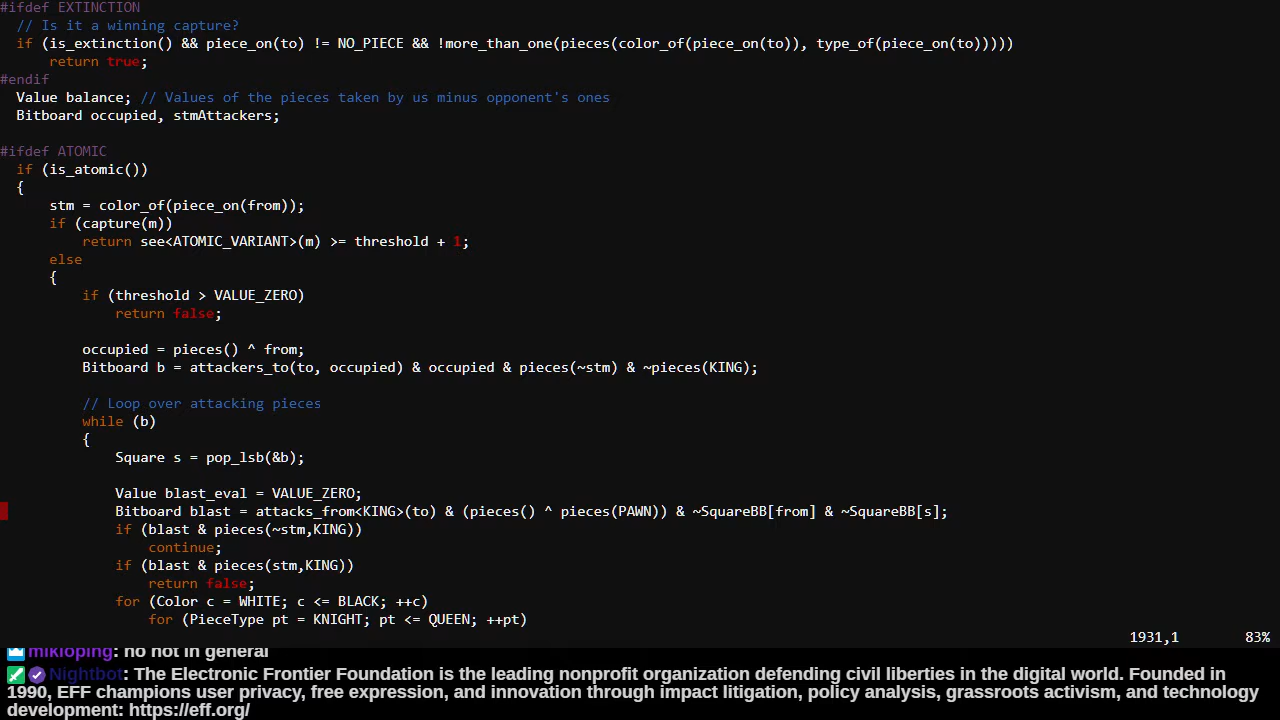 #ifdef EXTINCTION
  // Is it a winning capture?
  if (is_extinction() && piece_on(to) != NO_PIECE && !more_than_one(pieces(color_of(piece_on(to)), type_of(piece_on(to)))))
      return true;
#endif
  Value balance; // Values of the pieces taken by us minus opponent's ones
  Bitboard occupied, stmAttackers;

#ifdef ATOMIC
  if (is_atomic())
  {
      stm = color_of(piece_on(from));
      if (capture(m))
          return see<ATOMIC_VARIANT>(m) >= threshold + 1;
      else
      {
          if (threshold > VALUE_ZERO)
              return false;

          occupied = pieces() ^ from;
          Bitboard b = attackers_to(to, occupied) & occupied & pieces(~stm) & ~pieces(KING);

          // Loop over attacking pieces
          while (b)
          {
              Square s = pop_lsb(&b);

              Value blast_eval = VALUE_ZERO;
              Bitboard blast = attacks_from<KING>(to) & (pieces() ^ pieces(PAWN)) & ~SquareBB[from] & ~SquareBB[s];
              if (blast & pieces(~stm,KING))
                  continue;
              if (blast & pieces(stm,KING))
                  return false;
              for (Color c = WHITE; c <= BLACK; ++c)
                  for (PieceType pt = KNIGHT; pt <= QUEEN; ++pt)
1931,1 83%
mikloping: no not in general
Nightbot: The Electronic Frontier Foundation is the leading nonprofit organization defending civil liberties in the digital world. Founded in
1990, EFF champions user privacy, free expression, and innovation through impact litigation, policy analysis, grassroots activism, and technology
development: https://eff.org/